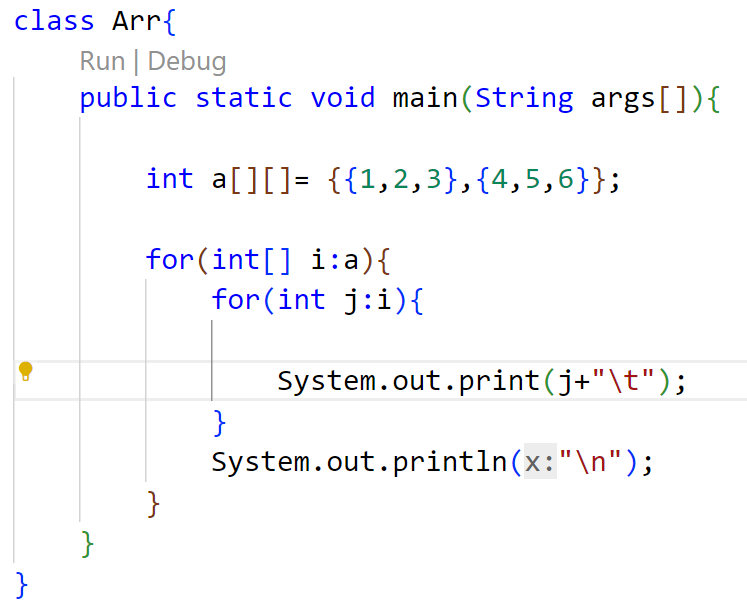 class Arr{
Run | Debug
public static void main(String args[]){
int a[][]= {{1,2,3},{4,5,6}};
for(int[] i:a){
for(int j:i){
System.out.print(j+"\t");
}
System.out.println(x:"\n");
}
}
}